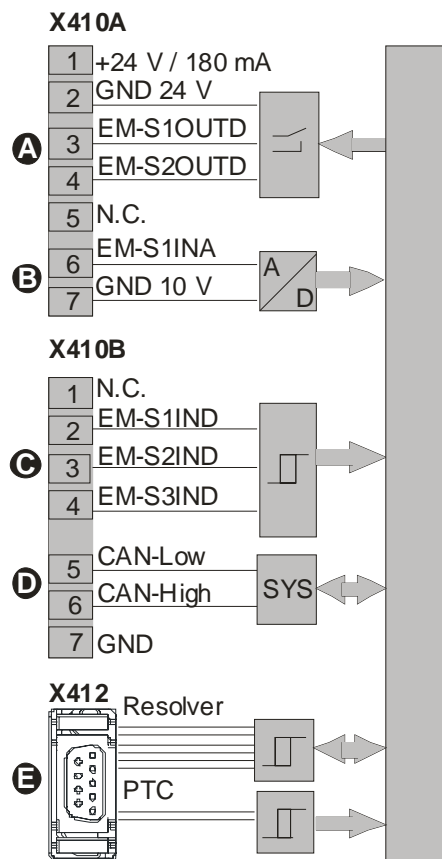 X410A
1 +24 V / 180 mA
2 GND 24 V
A 3 EM-S1OUTD
4 EM-S2OUTD
5 N.C.
B 6 EM-S1INA A/D
7 GND 10 V
X410B
1 N.C.
2 EM-S1IND
C 3 EM-S2IND
4 EM-S3IND
D 5 CAN-Low SYS
6 CAN-High
7 GND
X412
Resolver
E PTC